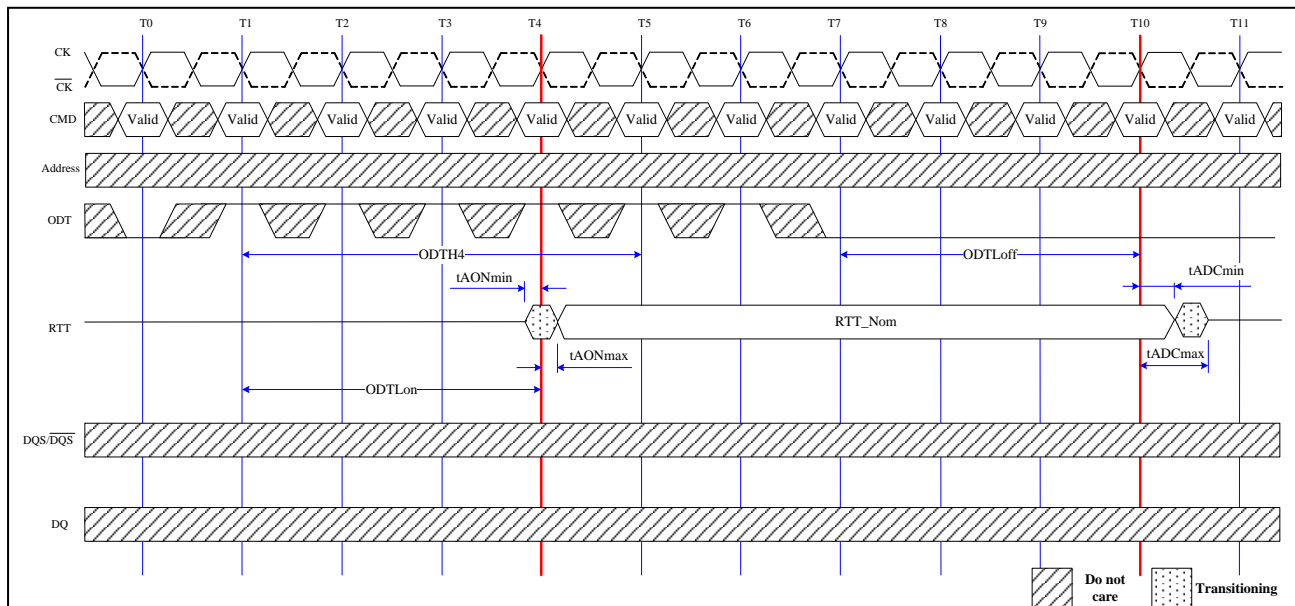 T0 T1 T2 T3 T4 T5 T6 T7 T8 T9 T10 T11
CK
CK
CMD Valid Valid Valid Valid Valid Valid Valid Valid Valid Valid Valid Valid
Address
ODT
ODTH4 ODTLoff
tAONmin tADCmin
RTT RTT_Nom
tAONmax tADCmax
ODTLon
DQS/DQS
DQ
Do not
care
Transitioning